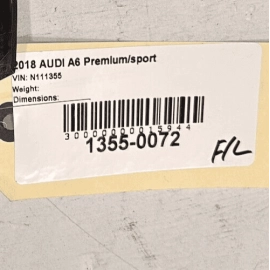 2018 AUDI A6 Premium/sport
VIN: N111355
Weight:
Dimensions:
3000000015944
1355-0072
F/L